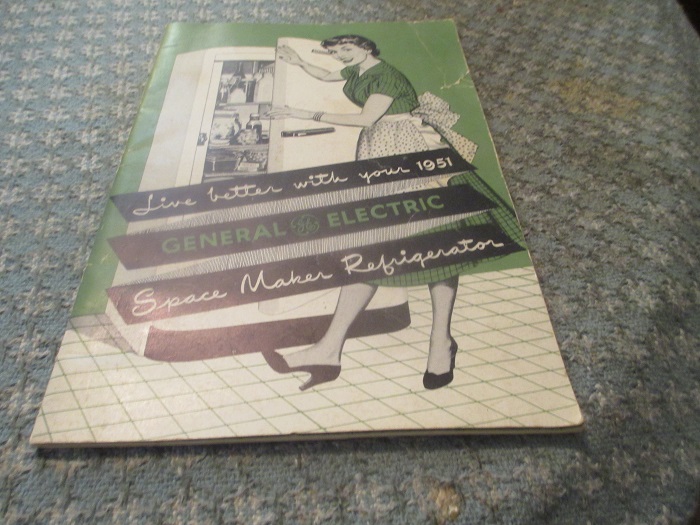 Live better with your 1951
GENERAL GE ELECTRIC
Space Maker Refrigerator